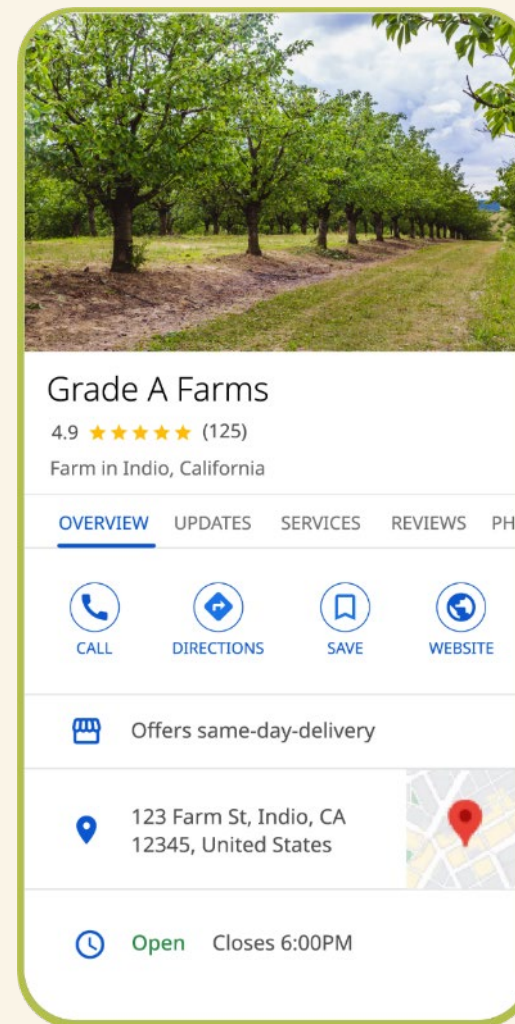 Grade A Farms
4.9 ★★★★★ (125)
Farm in Indio, California
OVERVIEW UPDATES SERVICES REVIEWS PH
CALL DIRECTIONS SAVE WEBSITE
Offers same-day-delivery
123 Farm St, Indio, CA
12345, United States
Open Closes 6:00PM